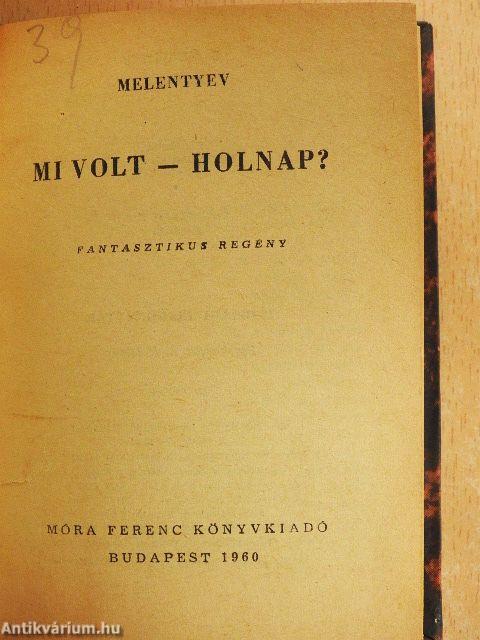 39
MELENTYEV
MI VOLT — HOLNAP?
FANTASZTIKUS REGÉNY
MÓRA FERENC KÖNYVKIADÓ
BUDAPEST 1960
Antikvárium.hu